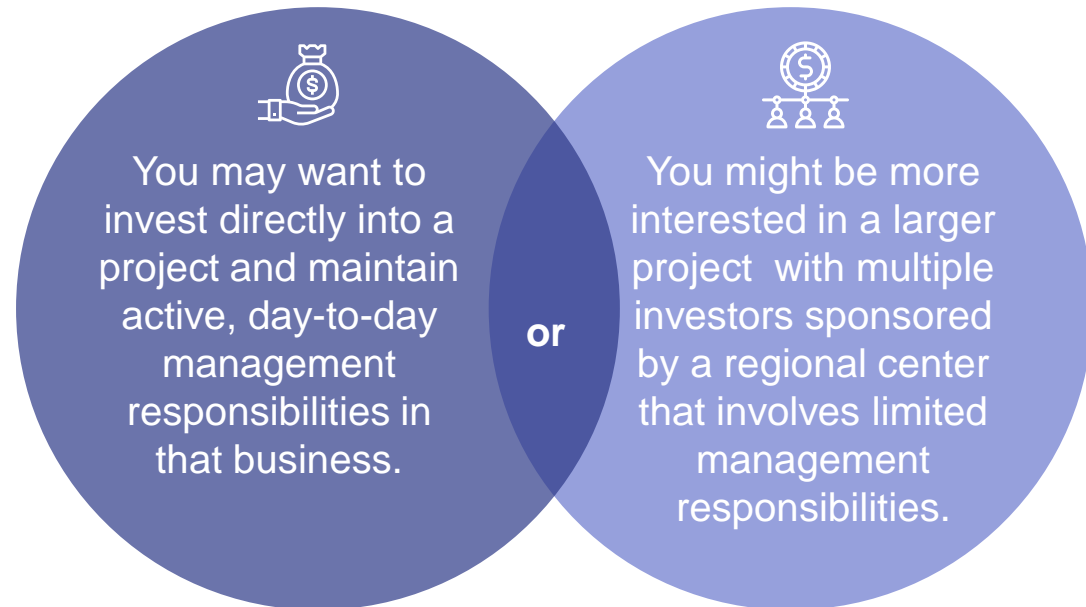 You may want to
invest directly into a
project and maintain
active, day-to-day
management
responsibilities in
that business.
or
You might be more
interested in a larger
project  with multiple
investors sponsored
by a regional center
that involves limited
management
responsibilities.